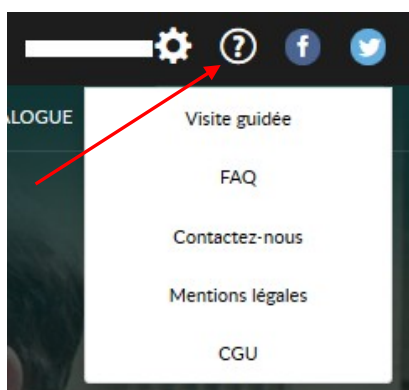 ALOGUE
Visite guidée
FAQ
Contactez-nous
Mentions légales
CGU